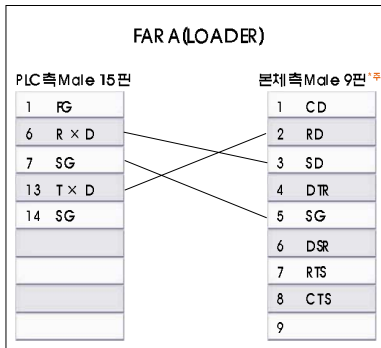 FARA(LOADER)
PLC측Male 15핀
1 FG
6 R × D
7 SG
13 T × D
14 SG
본체측Male 9핀*주
1 CD
2 RD
3 SD
4 DTR
5 SG
6 DSR
7 RTS
8 CTS
9